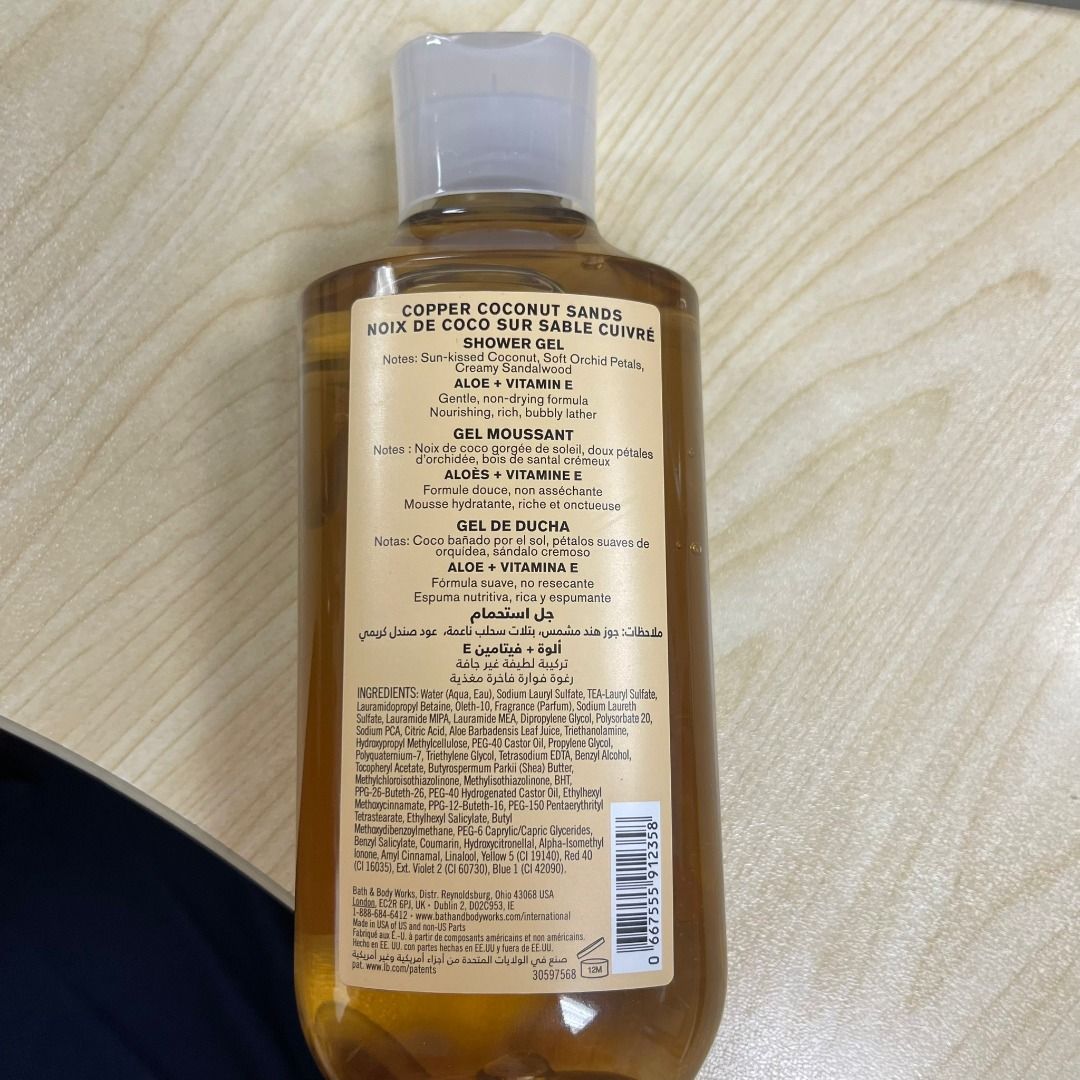 COPPER COCONUT SANDS
NOIX DE COCO SUR SABLE CUIVRÉ
SHOWER GEL
Notes: Sun-kissed Coconut, Soft Orchid Petals,
Creamy Sandalwood
ALOE + VITAMIN E
Gentle, non-drying formula
Nourishing, rich, bubbly lather
GEL MOUSSANT
Notes : Noix de coco gorgée de soleil, doux pétales
d'orchidée, bois de santal crémeux
ALOÈS + VITAMINE E
Formule douce, non asséchante
Mousse hydratante, riche et onctueuse
GEL DE DUCHA
Notas: Coco bañado por el sol, pétalos suaves de
orquídea, sándalo cremoso
ALOE + VITAMINA E
Fórmula suave, no resecante
Espuma nutritiva, rica y espumante
جل استحمام
ملاحظات: جوز هند مشمس، بتلات سحلب ناعمة، عود صندل كريمي
ألوة + فيتامين E
تركيبة لطيفة غير جافة
رغوة فوارة فاخرة مغذية
INGREDIENTS: Water (Aqua, Eau), Sodium Lauryl Sulfate, TEA-Lauryl Sulfate,
Lauramidopropyl Betaine, Oleth-10, Fragrance (Parfum), Sodium Laureth
Sulfate, Lauramide MIPA, Lauramide MEA, Dipropylene Glycol, Polysorbate 20,
Sodium PCA, Citric Acid, Aloe Barbadensis Leaf Juice, Triethanolamine,
Hydroxypropyl Methylcellulose, PEG-40 Castor Oil, Propylene Glycol,
Polyquaternium-7, Triethylene Glycol, Tetrasodium EDTA, Benzyl Alcohol,
Tocopheryl Acetate, Butyrospermum Parkii (Shea) Butter,
Methylchloroisothiazolinone, Methylisothiazolinone, BHT,
PPG-26-Buteth-26, PEG-40 Hydrogenated Castor Oil, Ethylhexyl
Methoxycinnamate, PPG-12-Buteth-16, PEG-150 Pentaerythrityl
Tetrastearate, Ethylhexyl Salicylate, Butyl
Methoxydibenzoylmethane, PEG-6 Caprylic/Capric Glycerides,
Benzyl Salicylate, Coumarin, Hydroxycitronellal, Alpha-Isomethyl
Ionone, Amyl Cinnamal, Linalool, Yellow 5 (CI 19140), Red 40
(CI 16035), Ext. Violet 2 (CI 60730), Blue 1 (CI 42090).
Bath & Body Works, Distr. Reynoldsburg, Ohio 43068 USA
London, EC2R 6PJ, UK • Dublin 2, D02C953, IE
1-888-684-6412 • www.bathandbodyworks.com/international
Made in USA of US and non-US Parts
Fabriqué aux É.-U. à partir de composants américains et non américains.
Hecho en EE. UU. con partes hechas en EE.UU y fuera de EE.UU.
صنع في الولايات المتحدة من أجزاء أمريكية وغير أمريكية
pat. www.lb.com/patents
30597568
12M
0 667555 912358